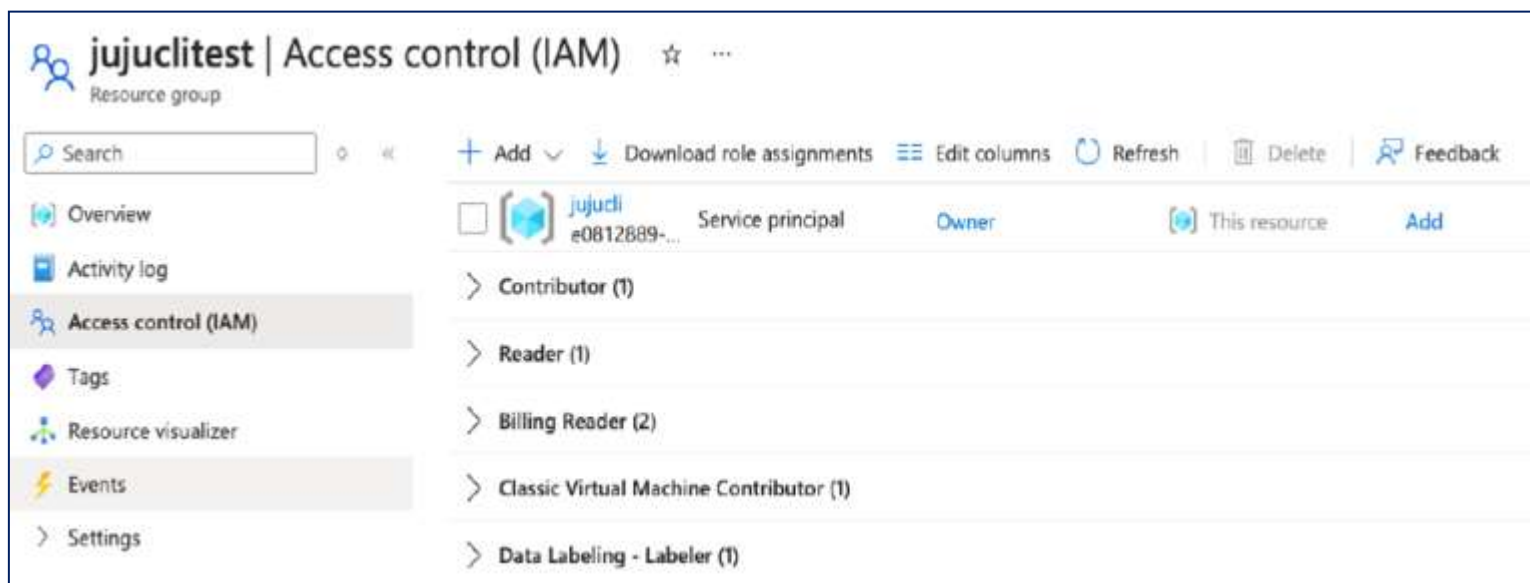 jujuclitest | Access control (IAM) ☆ ...
Resource group
Search
Add Download role assignments Edit columns Refresh Delete Feedback
jujucli
e0812889-...
Service principal Owner This resource Add
Overview
Activity log
Access control (IAM)
Tags
Resource visualizer
Events
Settings
Contributor (1)
Reader (1)
Billing Reader (2)
Classic Virtual Machine Contributor (1)
Data Labeling - Labeler (1)